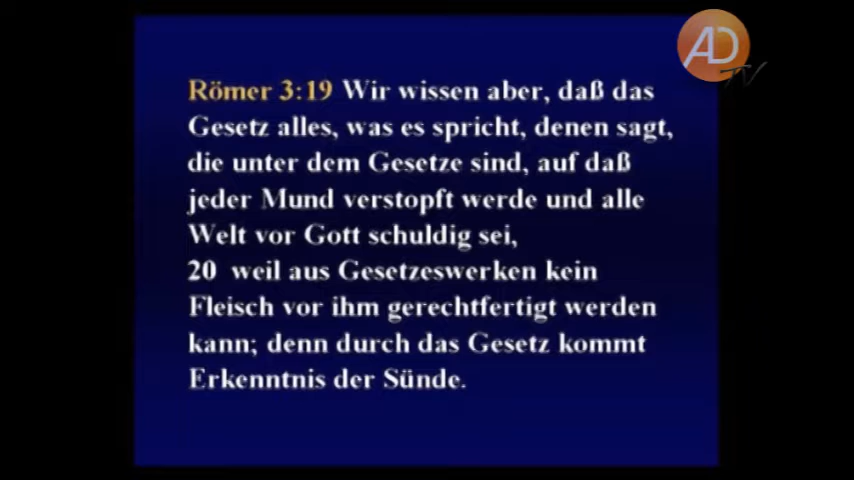 AD
TV
Römer 3:19 Wir wissen aber, daß das
Gesetz alles, was es spricht, denen sagt,
die unter dem Gesetze sind, auf daß
jeder Mund verstopft werde und alle
Welt vor Gott schuldig sei,
20 weil aus Gesetzeswerken kein
Fleisch vor ihm gerechtfertigt werden
kann; denn durch das Gesetz kommt
Erkenntnis der Sünde.